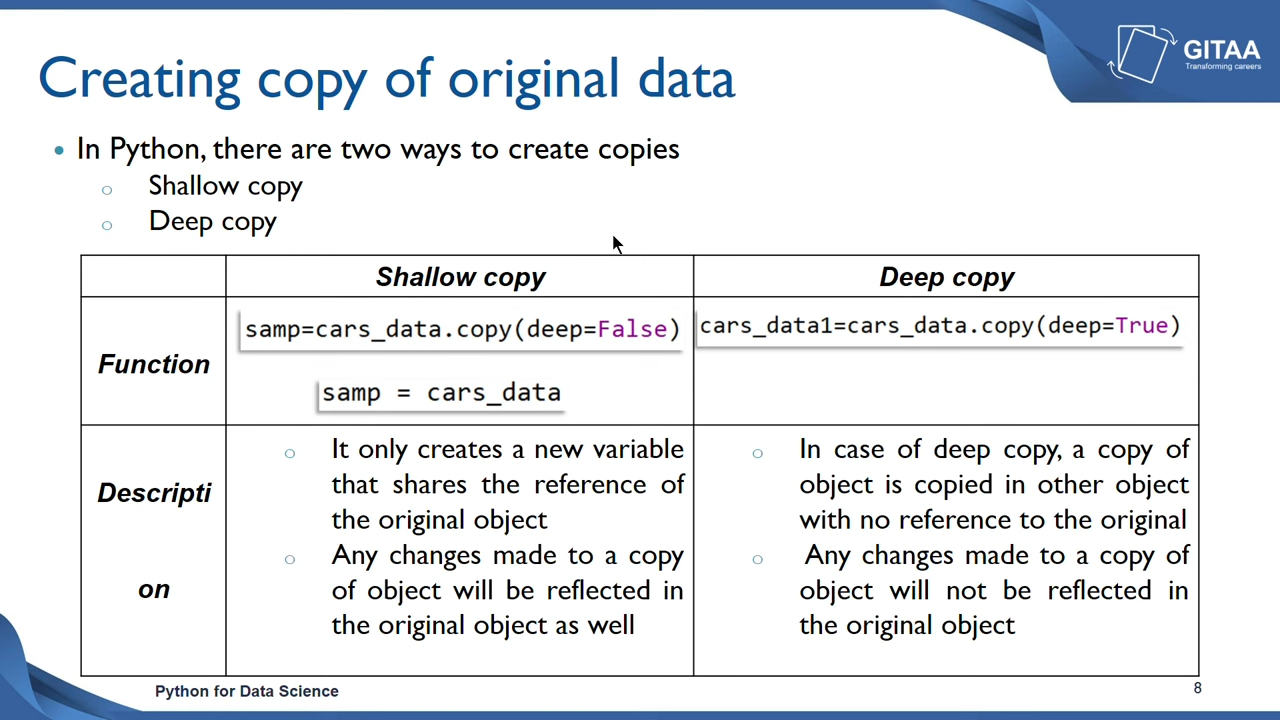 GITAA
Transforming careers
Creating copy of original data
• In Python, there are two ways to create copies
o Shallow copy
o Deep copy
Shallow copy
Deep copy
Function
samp=cars_data.copy(deep=False)
samp = cars_data
cars_data1=cars_data.copy(deep=True)
Descripti
on
o It only creates a new variable
that shares the reference of
the original object
o Any changes made to a copy
of object will be reflected in
the original object as well
o In case of deep copy, a copy of
object is copied in other object
with no reference to the original
o Any changes made to a copy of
object will not be reflected in
the original object
Python for Data Science
8